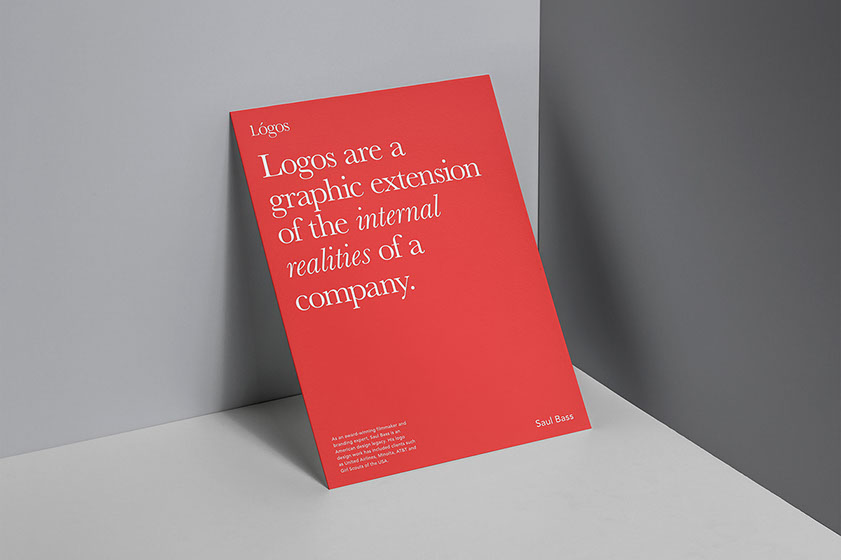 Lógos
Logos are a
graphic extension
of the internal
realities of a
company.
As an award-winning filmmaker and
branding expert, Saul Bass is an
American design legacy. His logo
design work has included clients such
as United Airlines, Minolta, AT&T and
Girl Scouts of the USA.
Saul Bass